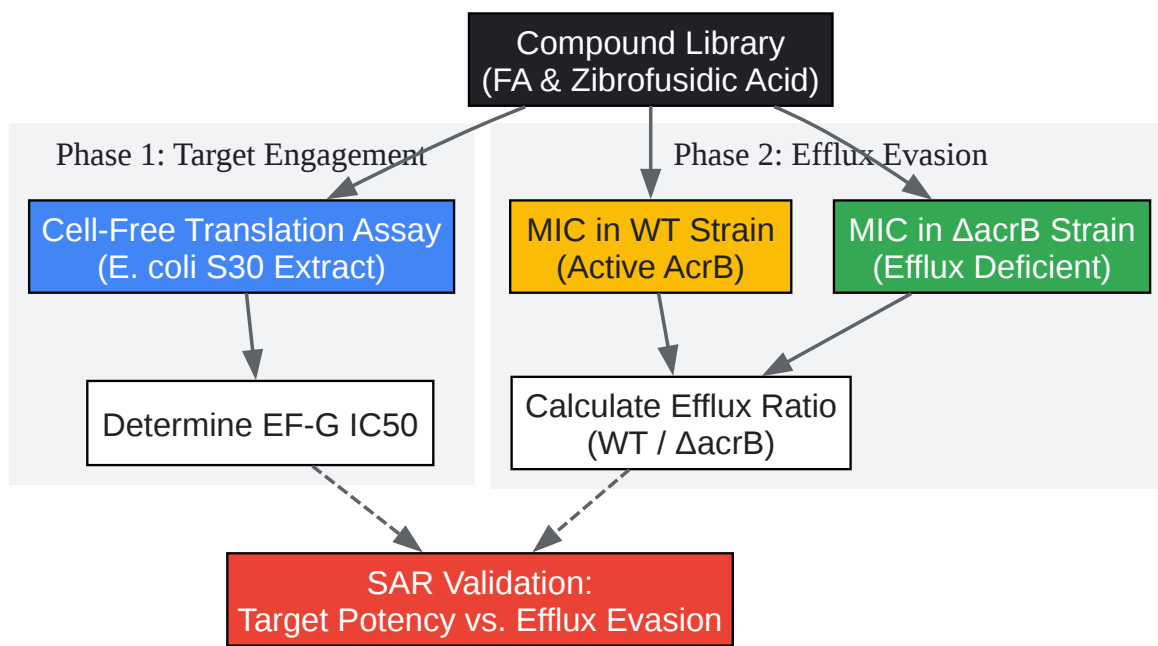 Compound Library
(FA & Zibrofusidic Acid)
Phase 1: Target Engagement
Phase 2: Efflux Evasion
Cell-Free Translation Assay
(E. coli S30 Extract)
MIC in WT Strain
(Active AcrB)
MIC in ΔacrB Strain
(Efflux Deficient)
Determine EF-G IC50
Calculate Efflux Ratio
(WT / ΔacrB)
SAR Validation:
Target Potency vs. Efflux Evasion